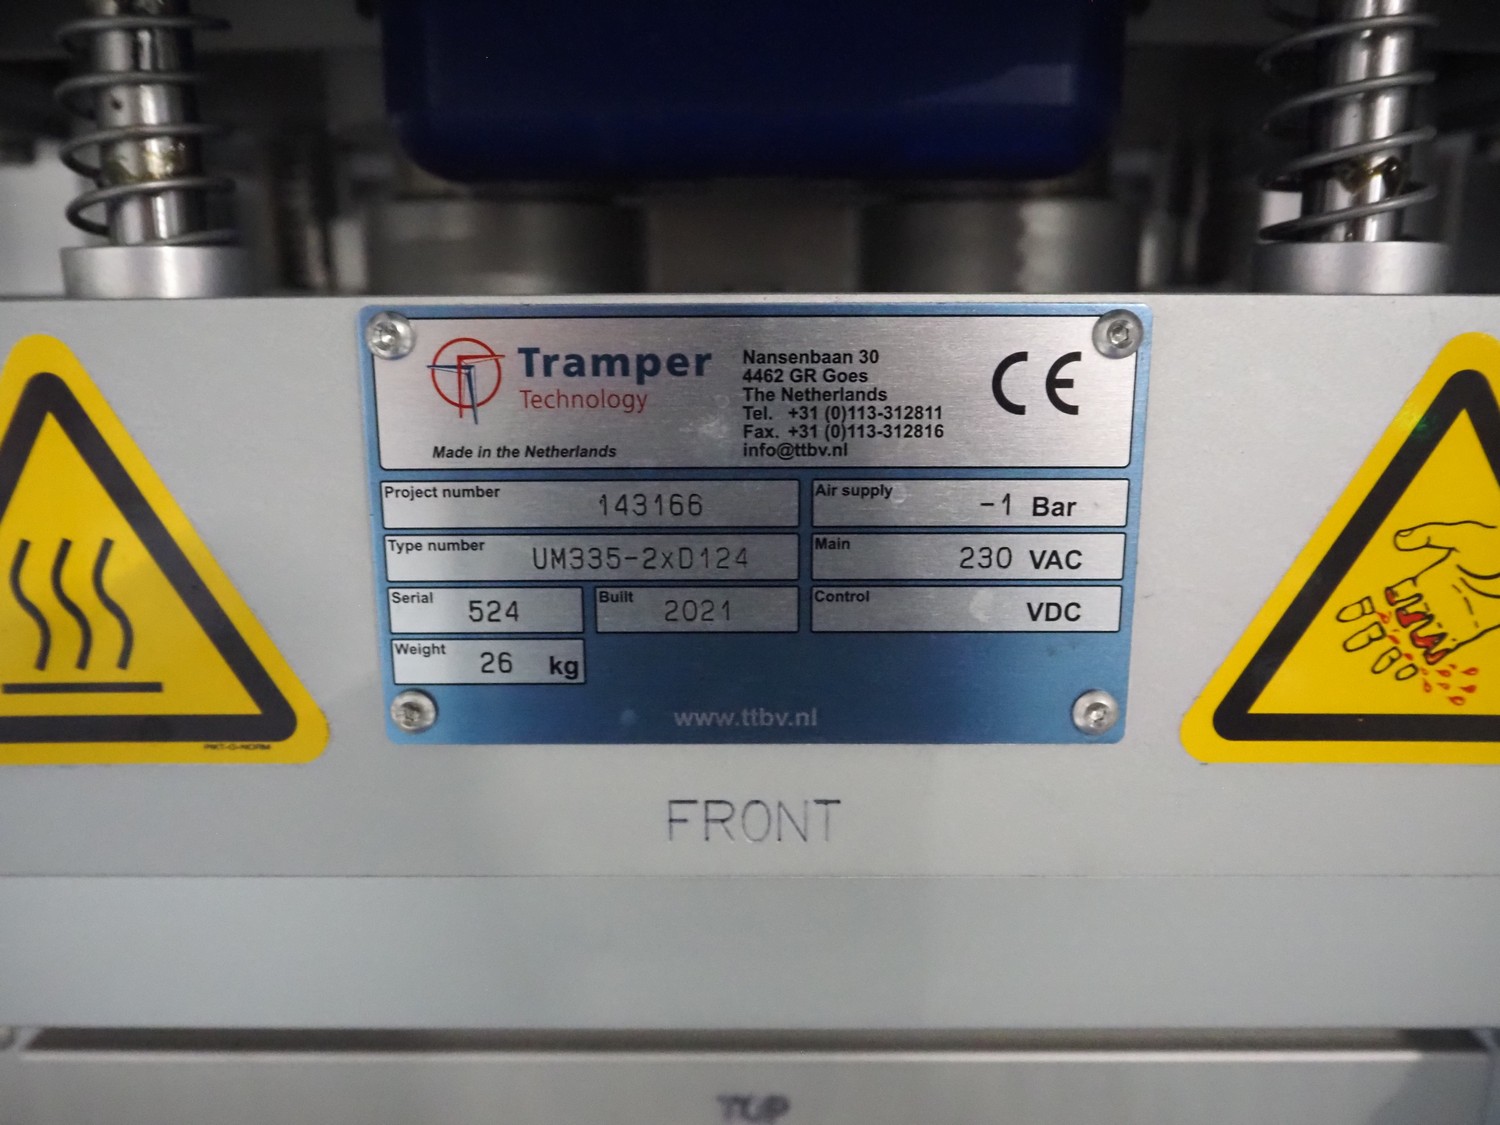 Tramper
Technology
Made in the Netherlands
Nansenbaan 30
4462 GR Goes
The Netherlands
Tel. +31 (0)113-312811
Fax. +31 (0)113-312816
info@ttbv.nl
CE
Project number 143166
Air supply -1 Bar
Type number UM335-2xD124
Main 230 VAC
Serial 524
Built 2021
Control VDC
Weight 26 kg
www.ttbv.nl
FRONT
TOP